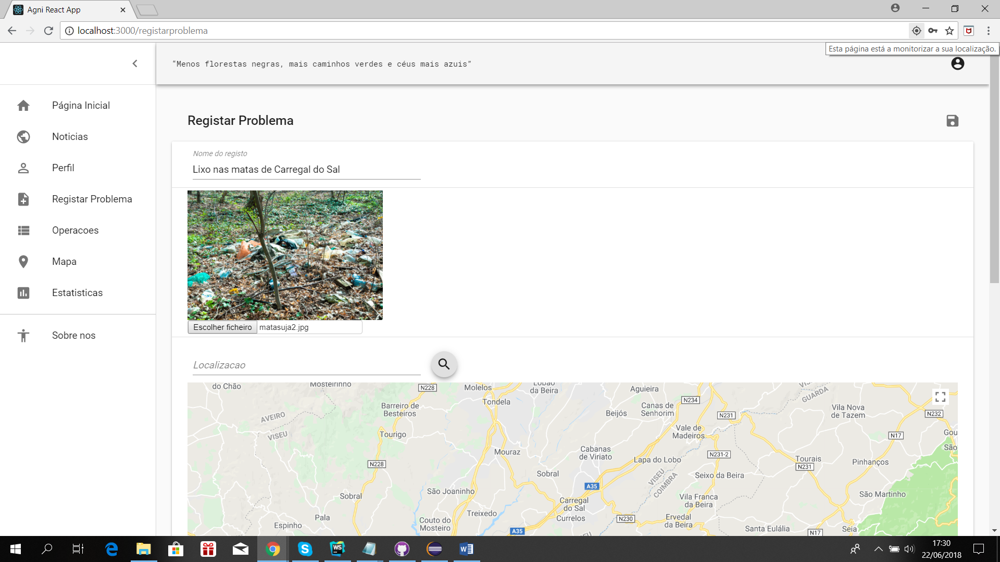 Agni React App
localhost:3000/registarproblema
Esta página está a monitorizar a sua localização.
“Menos florestas negras, mais caminhos verdes e céus mais azuis”
Página Inicial
Noticias
Perfil
Registar Problema
Operacoes
Mapa
Estatisticas
Sobre nos
Registar Problema
Nome do registo
Lixo nas matas de Carregal do Sal
Escolher ficheiro matasuja2.jpg
Localizacao
do Chão
Mosteirinho
N228
Molelos
Lobão
da Beira
Aguieira
N234
GUARDA
Tondela
Barreiro de
Besteiros
Canas de
Senhorim
Beijós
N231
Vila Nova
de Tazem
N232
AVEIRO
VISEU
Tourigo
Vale de
Madeiros
N17
Gou
São
Mouraz
Cabanas
de Viriato
N231-2
Lapa do Lobo
Tourais
N231
Pinhanços
N228
Sobral
VISEU
COIMBRA
Seixo da Beira
A35
São Joaninho
Sobral
Vila Franca
da Beira
São Martinho
Carregal
do Sal
Currelos
Treixedo
Pala
Couto do
Mosteiro
Espinho
N230
Ervedal
da Beira
Santa Eulália
Seia
N17
A35
VISEU
WS
W
17:30
22/06/2018